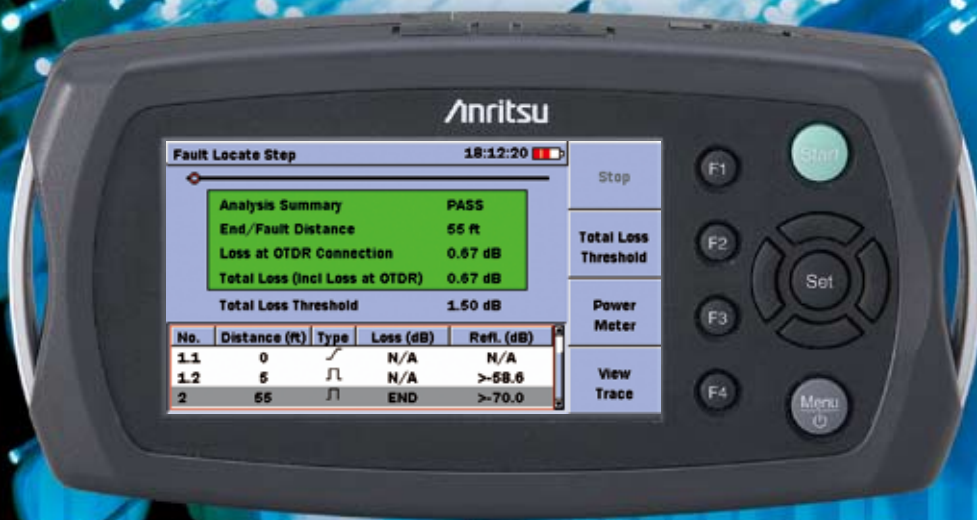 Anritsu
Fault Locate Step 18:12:20
Analysis Summary PASS
End/Fault Distance 55 ft
Loss at OTDR Connection 0.67 dB
Total Loss (Incl Loss at OTDR) 0.67 dB
Total Loss Threshold 1.50 dB
No. Distance (ft) Type Loss (dB) Refl. (dB)
1.1 0 N/A N/A
1.2 5 N/A >-58.6
2 55 END >-70.0
Stop
Total Loss
Threshold
Power
Meter
View
Trace
F1
F2
F3
F4
Start
Set
Menu